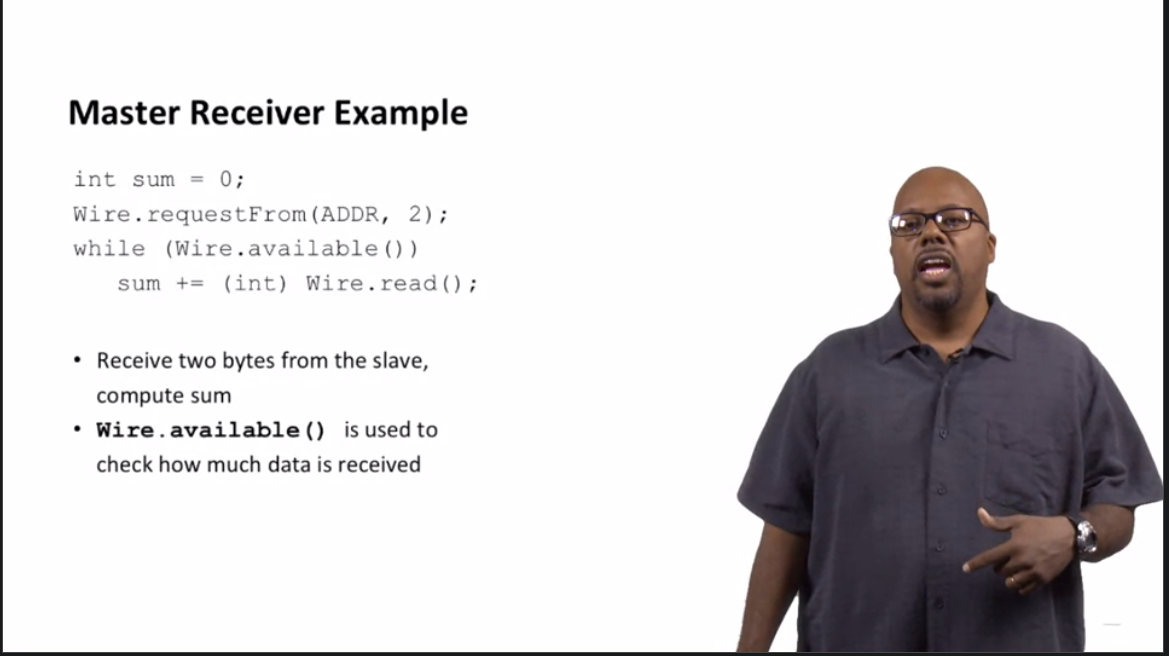 Master Receiver Example
int sum = 0;
Wire.requestFrom(ADDR, 2);
while (Wire.available())
sum += (int) Wire.read();
• Receive two bytes from the slave,
compute sum
• Wire.available() is used to
check how much data is received